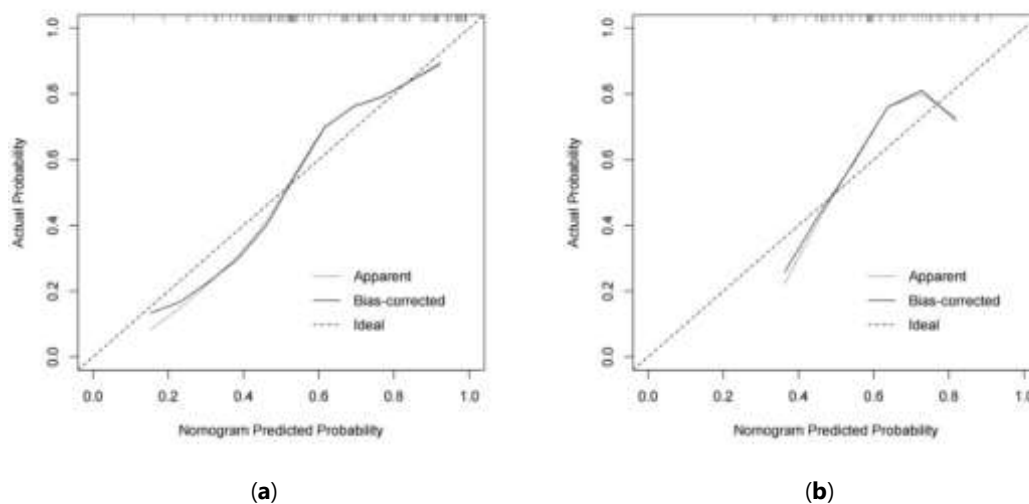 1.0
0.8
0.6
0.4
0.2
0.0
Actual Probability
Apparent
Bias-corrected
Ideal
0.0 0.2 0.4 0.6 0.8 1.0
Nomogram Predicted Probability
(a)
1.0
0.8
0.6
0.4
0.2
0.0
Actual Probability
Apparent
Bias-corrected
Ideal
0.0 0.2 0.4 0.6 0.8 1.0
Nomogram Predicted Probability
(b)